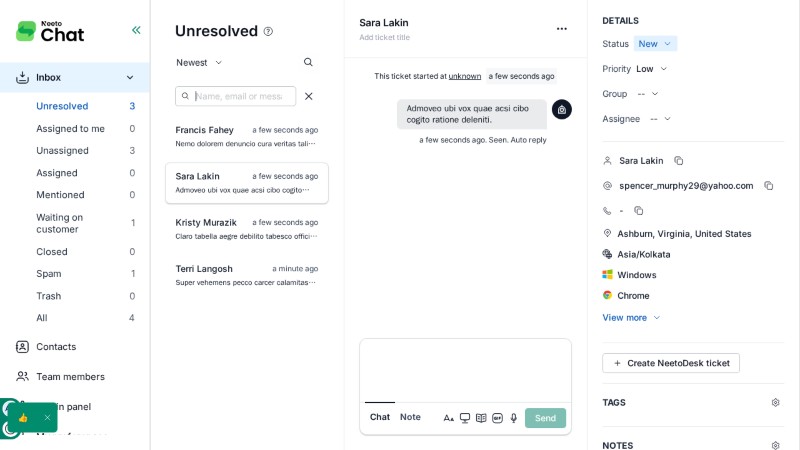 Neeto
Chat
Inbox
Unresolved 3
Assigned to me 0
Unassigned 3
Assigned 0
Mentioned 0
Waiting on
customer 1
Closed 0
Spam 1
Trash 0
All 4
Contacts
Team members
in panel
Unresolved
Newest
Name, email or mess
Francis Fahey a few seconds ago
Nemo dolorem denuncio cura veritas tali···
Sara Lakin a few seconds ago
Admoveo ubi vox quae acsi cibo cogito···
Kristy Murazik a few seconds ago
Claro tabella aegre debilito tabesco offici···
Terri Langosh a minute ago
Super vehemens pecco carcer calamitas···
Sara Lakin
Add ticket title
This ticket started at unknown a few seconds ago
Admoveo ubi vox quae acsi cibo
cogito ratione deleniti.
a few seconds ago. Seen. Auto reply
Chat Note
GIF
Send
DETAILS
Status New
Priority Low
Group --
Assignee --
Sara Lakin
spencer_murphy29@yahoo.com
-
Ashburn, Virginia, United States
Asia/Kolkata
Windows
Chrome
View more
+ Create NeetoDesk ticket
TAGS
NOTES